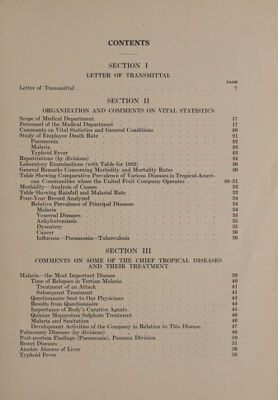 CONTENTS
SECTION I
LETTER OF TRANSMITTAL
PAGE
Letter of Transmittal 7
SECTION II
ORGANIZATION AND COMMENTS ON VITAL STATISTICS
Scope of Medical Department 17
Personnel of the Medical Department 17
Comments on Vital Statistics and General Conditions 20
Study of Employee Death Rate 21
Pneumonia 22
Malaria 22
Typhoid Fever 23
Repatriations (by divisions) 24
Laboratory Examinations (with Table for 1929) 26
General Remarks Concerning Morbidity and Mortality Rates 26
Table Showing Comparative Prevalence of Various Diseases in Tropical-Ameri-
can Communities where the United Fruit Company Operates 28-31
Morbidity—Analysis of Causes 32
Table Showing Rainfall and Malarial Rate 33
Four-Year Record Analyzed 34
Relative Prevalence of Principal Diseases 34
Malaria 34
Venereal Diseases 35
Ankylostomiasis 35
Dysentery 35
Cancer 36
Influenza—Pneumonia—Tuberculosis 36
SECTION III
COMMENTS ON SOME OF THE CHIEF TROPICAL DISEASES
AND THEIR TREATMENT
Malaria—the Most Important Disease 39
Time of Relapses in Tertian Malaria 40
Treatment of an Attack 41
Subsequent Treatment 41
Questionnaire Sent to Our Physicians 42
Results from Questionnaire 44
Importance of Body's Curative Agents 45
Quinine Magnesium Sulphate Treatment 46
Malaria and Sanitation 46
Development Activities of the Company in Relation to This Disease 47
Pulmonary Diseases (by divisions) 48
Post-mortem Findings (Pneumonia), Panama Division 50
Bowel Diseases 51
Amebic Abscess of Liver 56
Typhoid Fever 56